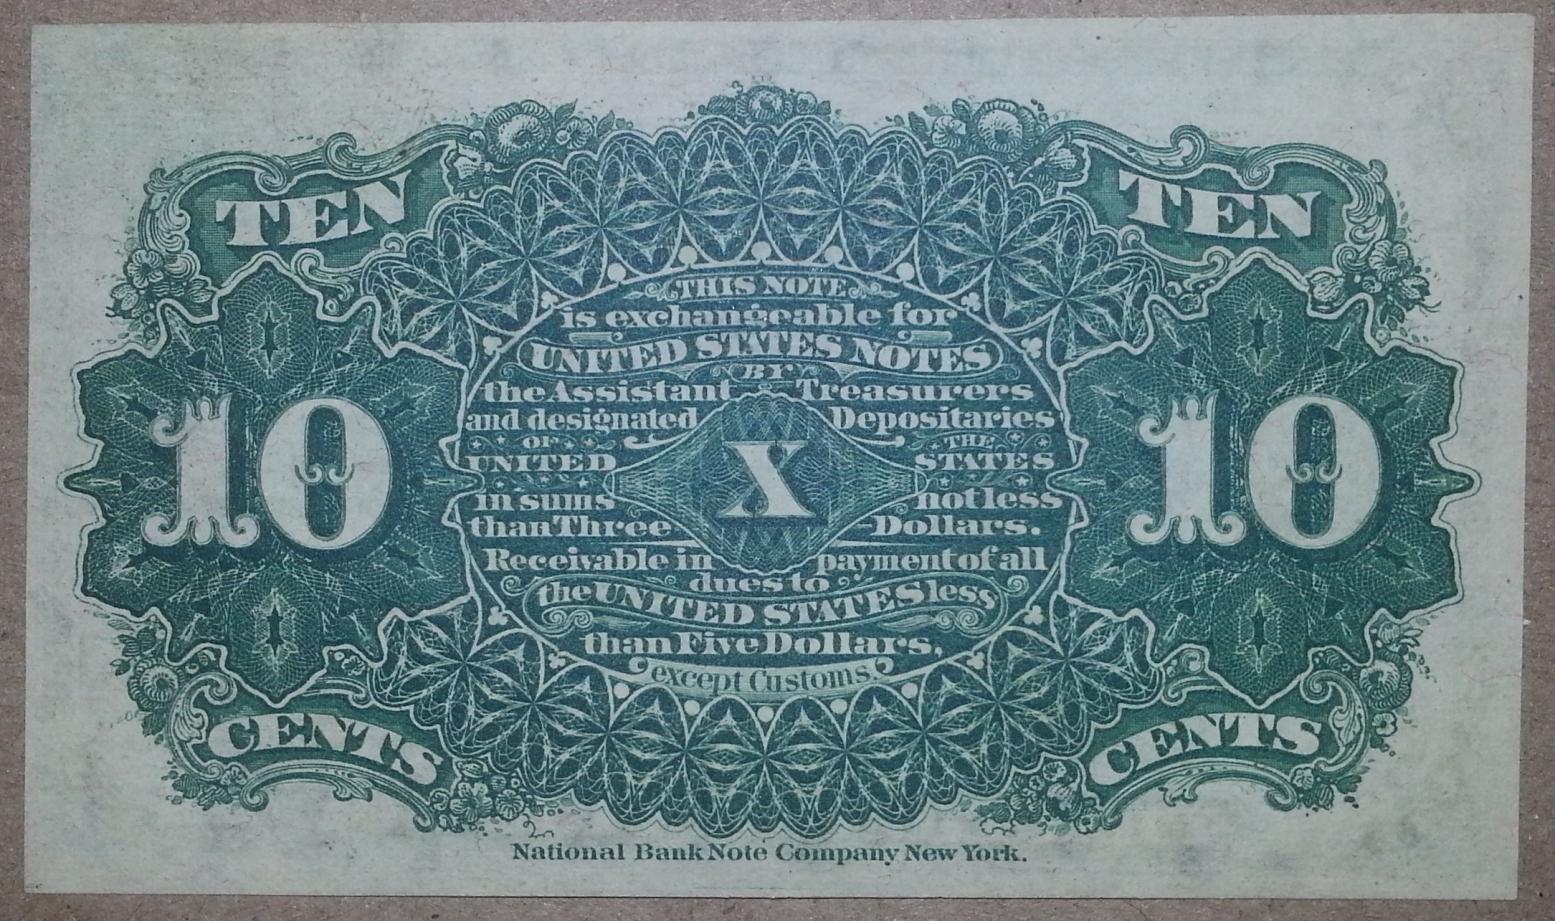 TEN TEN
THIS NOTE
is exchangeable for
UNITED STATES NOTES
BY
the Assistant Treasurers
and designated Depositaries
OF THE
UNITED STATES
in sums not less
than Three Dollars.
Receivable in payment of all
dues to
the UNITED STATES less
than Five Dollars,
except Customs.
10 X 10
CENTS CENTS
National Bank Note Company New York.